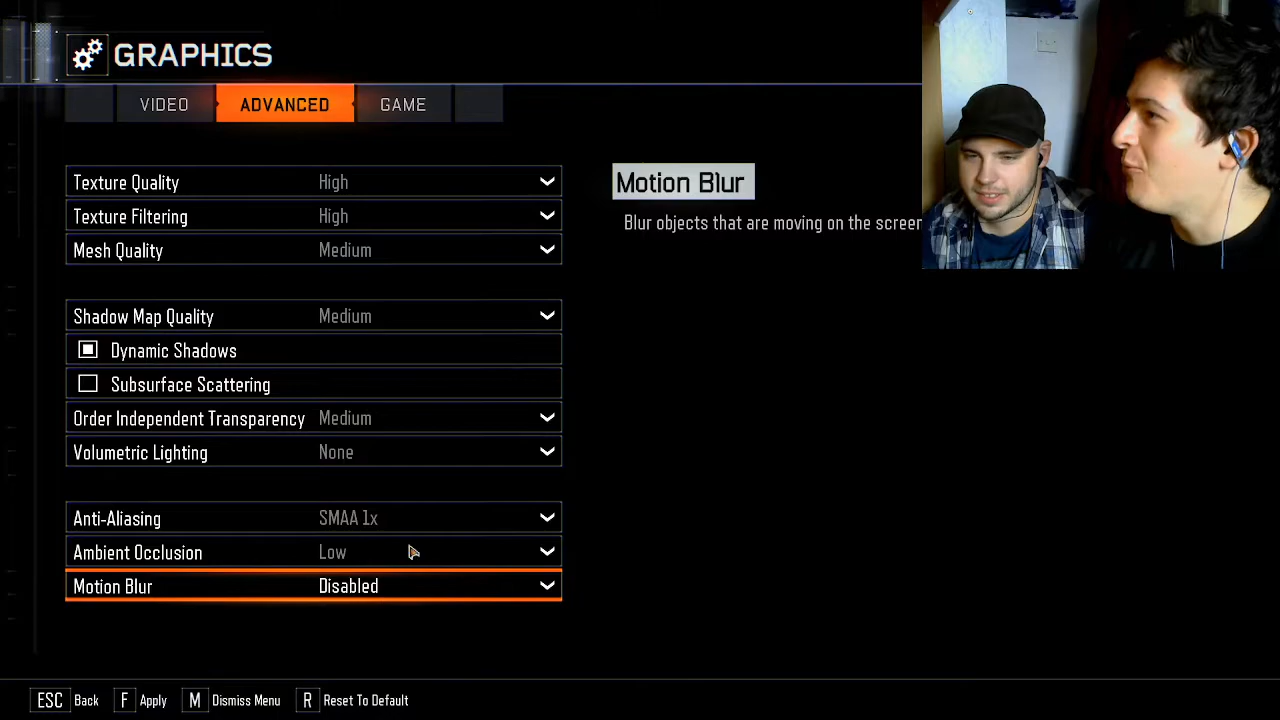 GRAPHICS
VIDEO ADVANCED GAME
Texture Quality High
Texture Filtering High
Mesh Quality Medium
Shadow Map Quality Medium
Dynamic Shadows
Subsurface Scattering
Order Independent Transparency Medium
Volumetric Lighting None
Anti-Aliasing SMAA 1x
Ambient Occlusion Low
Motion Blur Disabled
Motion Blur
Blur objects that are moving on the screen
ESC Back F Apply M Dismiss Menu R Reset To Default